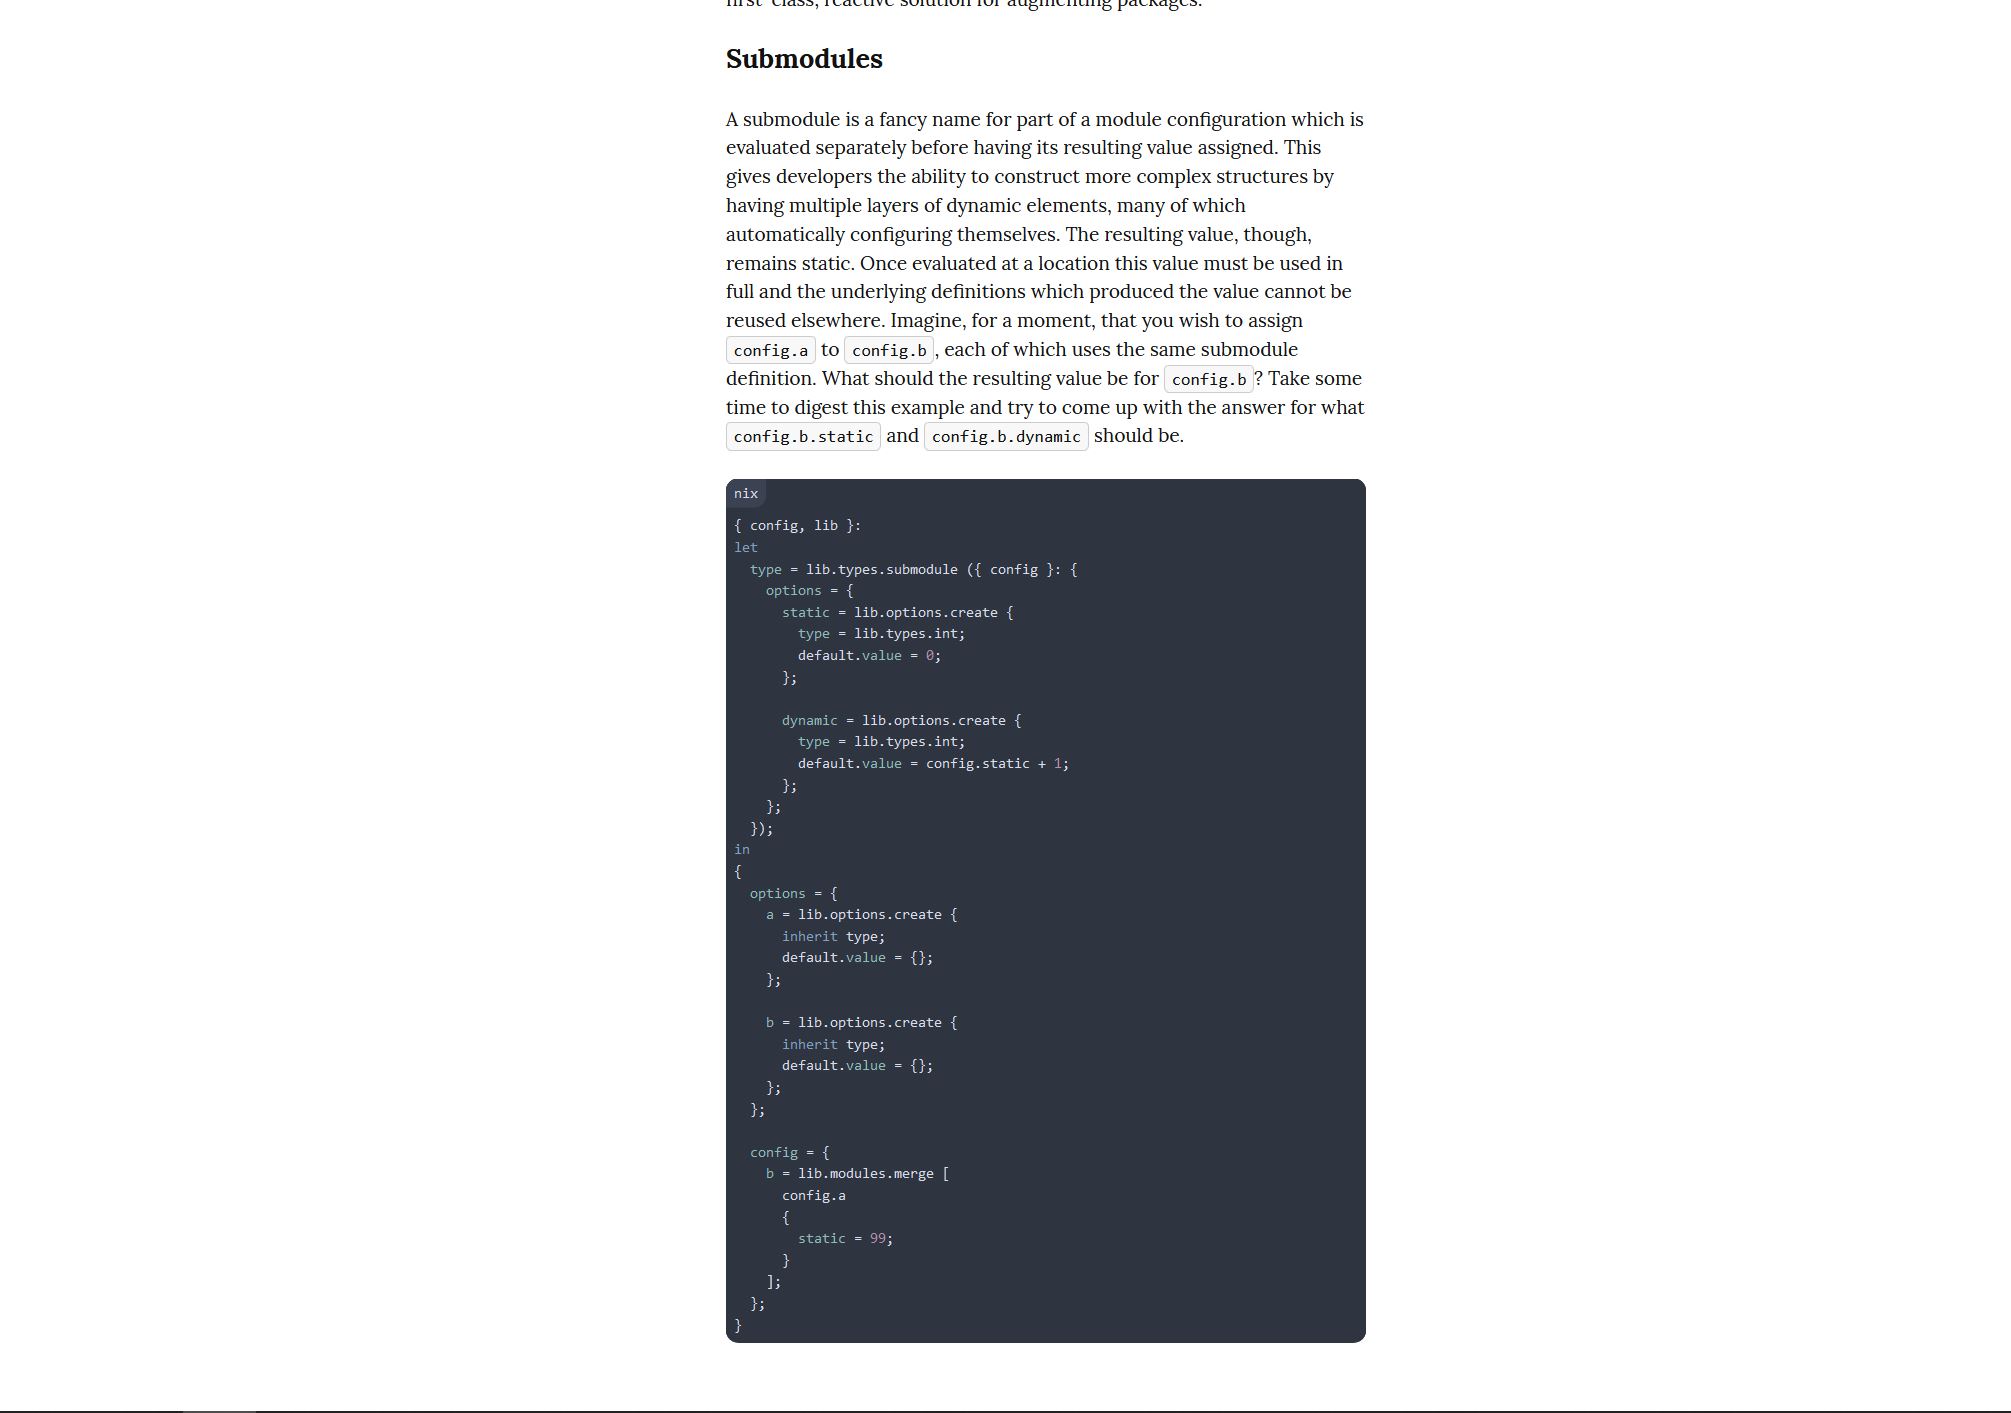 first-class, reactive solution for augmenting packages.
Submodules
A submodule is a fancy name for part of a module configuration which is
evaluated separately before having its resulting value assigned. This
gives developers the ability to construct more complex structures by
having multiple layers of dynamic elements, many of which
automatically configuring themselves. The resulting value, though,
remains static. Once evaluated at a location this value must be used in
full and the underlying definitions which produced the value cannot be
reused elsewhere. Imagine, for a moment, that you wish to assign
config.a to config.b, each of which uses the same submodule
definition. What should the resulting value be for config.b? Take some
time to digest this example and try to come up with the answer for what
config.b.static and config.b.dynamic should be.
nix
{ config, lib }:
let
  type = lib.types.submodule ({ config }: {
    options = {
      static = lib.options.create {
        type = lib.types.int;
        default.value = 0;
      };

      dynamic = lib.options.create {
        type = lib.types.int;
        default.value = config.static + 1;
      };
    };
  });
in
{
  options = {
    a = lib.options.create {
      inherit type;
      default.value = {};
    };

    b = lib.options.create {
      inherit type;
      default.value = {};
    };
  };

  config = {
    b = lib.modules.merge [
      config.a
      {
        static = 99;
      }
    ];
  };
}